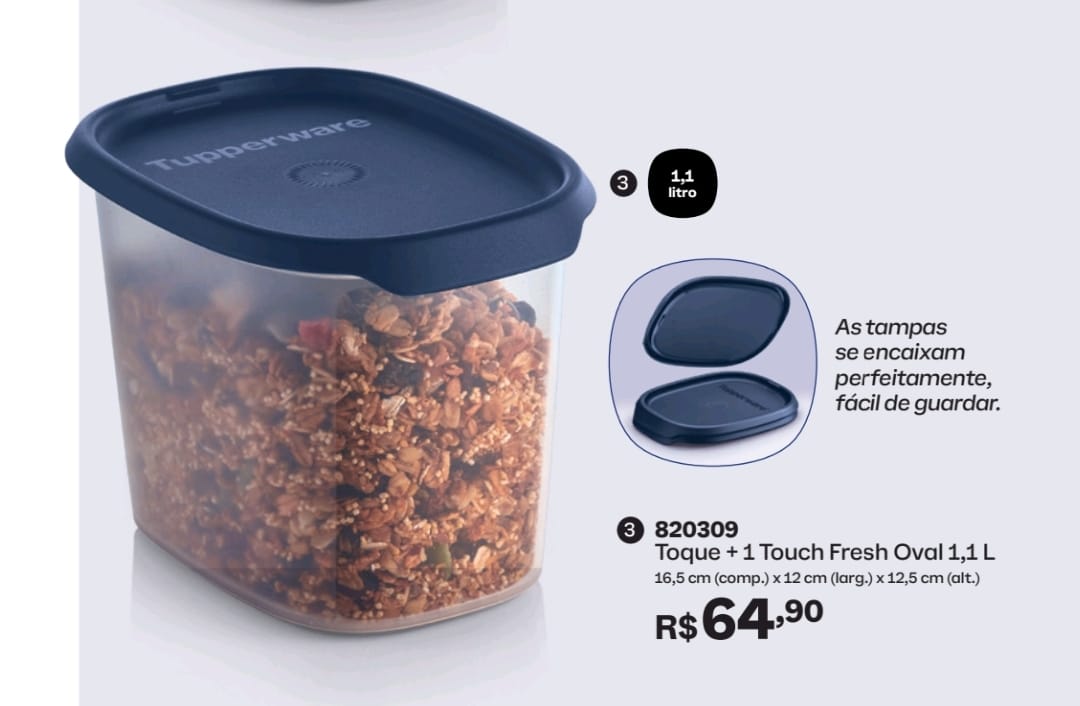 Tupperware
3
1,1
litro
Tupperware
As tampas
se encaixam
perfeitamente,
fácil de guardar.
3 820309
Toque + 1 Touch Fresh Oval 1,1 L
16,5 cm (comp.) x 12 cm (larg.) x 12,5 cm (alt.)
R$64,90